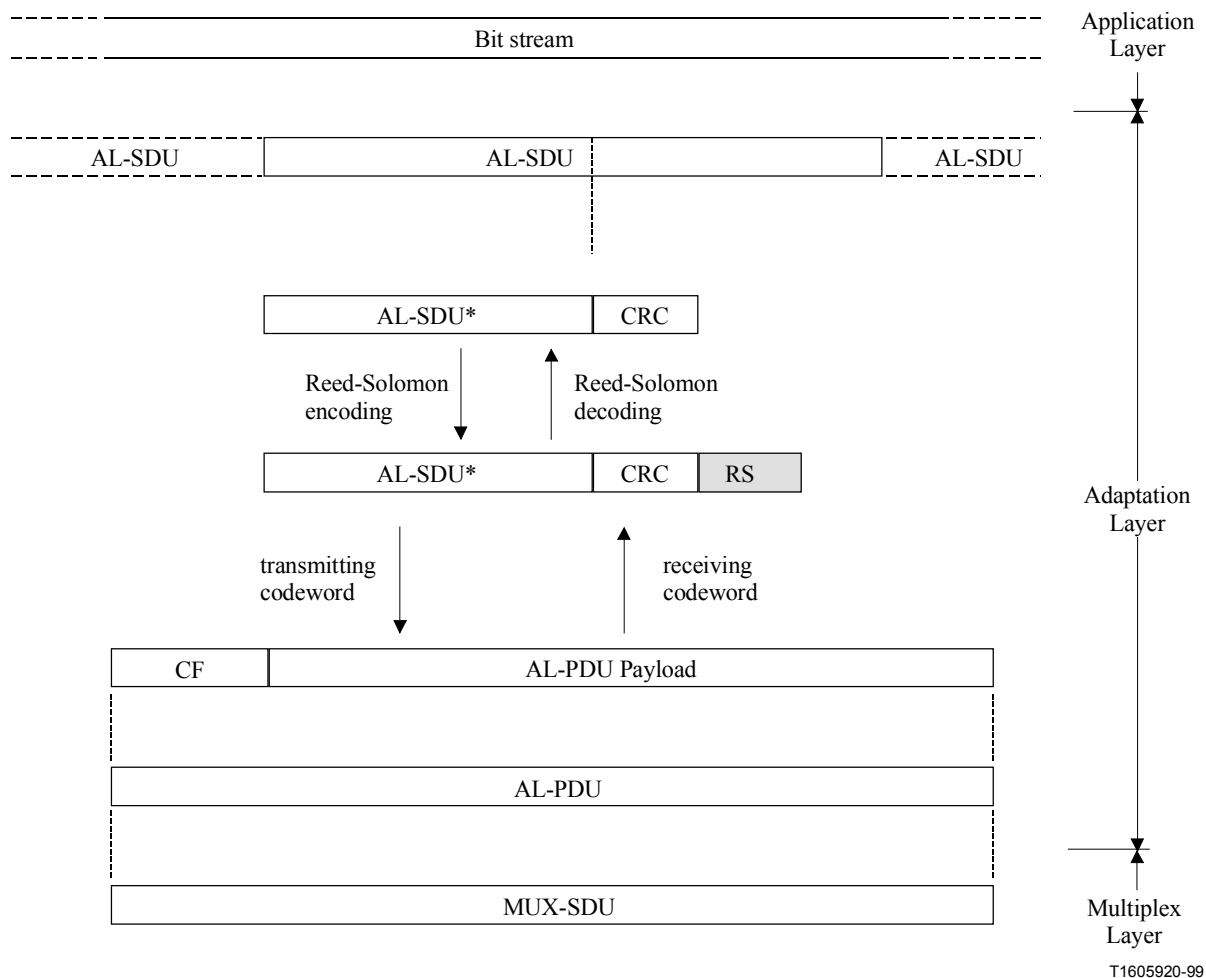 Bit stream
Application
Layer
AL-SDU AL-SDU AL-SDU
AL-SDU* CRC
Reed-Solomon
encoding
Reed-Solomon
decoding
AL-SDU* CRC RS
Adaptation
Layer
transmitting
codeword
receiving
codeword
CF AL-PDU Payload
AL-PDU
MUX-SDU
Multiplex
Layer
T1605920-99